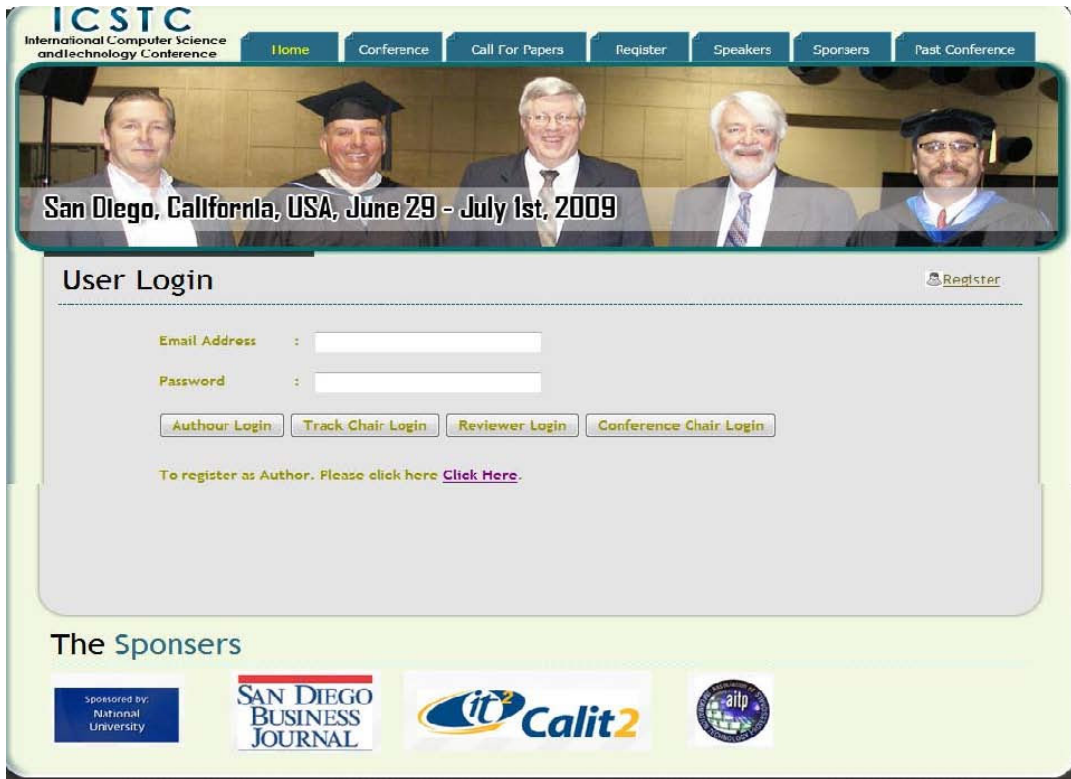 ICSTC
International Computer Science
andTechnology Conference
Home
Conference
Call For Papers
Register
Speakers
Sponsers
Past Conference
San Diego, California, USA, June 29 - July 1st, 2009
User Login
Register
Email Address :
Password :
Authour Login
Track Chair Login
Reviewer Login
Conference Chair Login
To register as Author. Please click here Click Here.
The Sponsers
Sponsored by:
National
University
SAN DIEGO
BUSINESS
JOURNAL
it2 Calit2
aitp